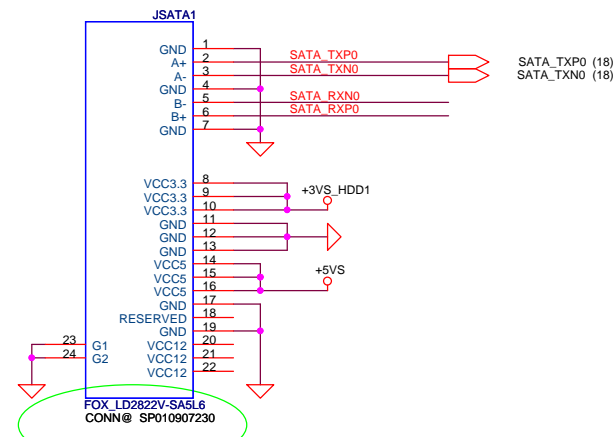 JSATA1
GND 1
A+ 2 SATA_TXP0 SATA_TXP0 (18)
A- 3 SATA_TXN0 SATA_TXN0 (18)
GND 4
B- 5 SATA_RXN0
B+ 6 SATA_RXP0
GND 7
VCC3.3 8
VCC3.3 9 +3VS_HDD1
VCC3.3 10
GND 11
GND 12
GND 13
VCC5 14
VCC5 15 +5VS
VCC5 16
GND 17
RESERVED 18
GND 19
23 G1 VCC12 20
24 G2 VCC12 21
VCC12 22
FOX_LD2822V-SA5L6
CONN@ SP010907230